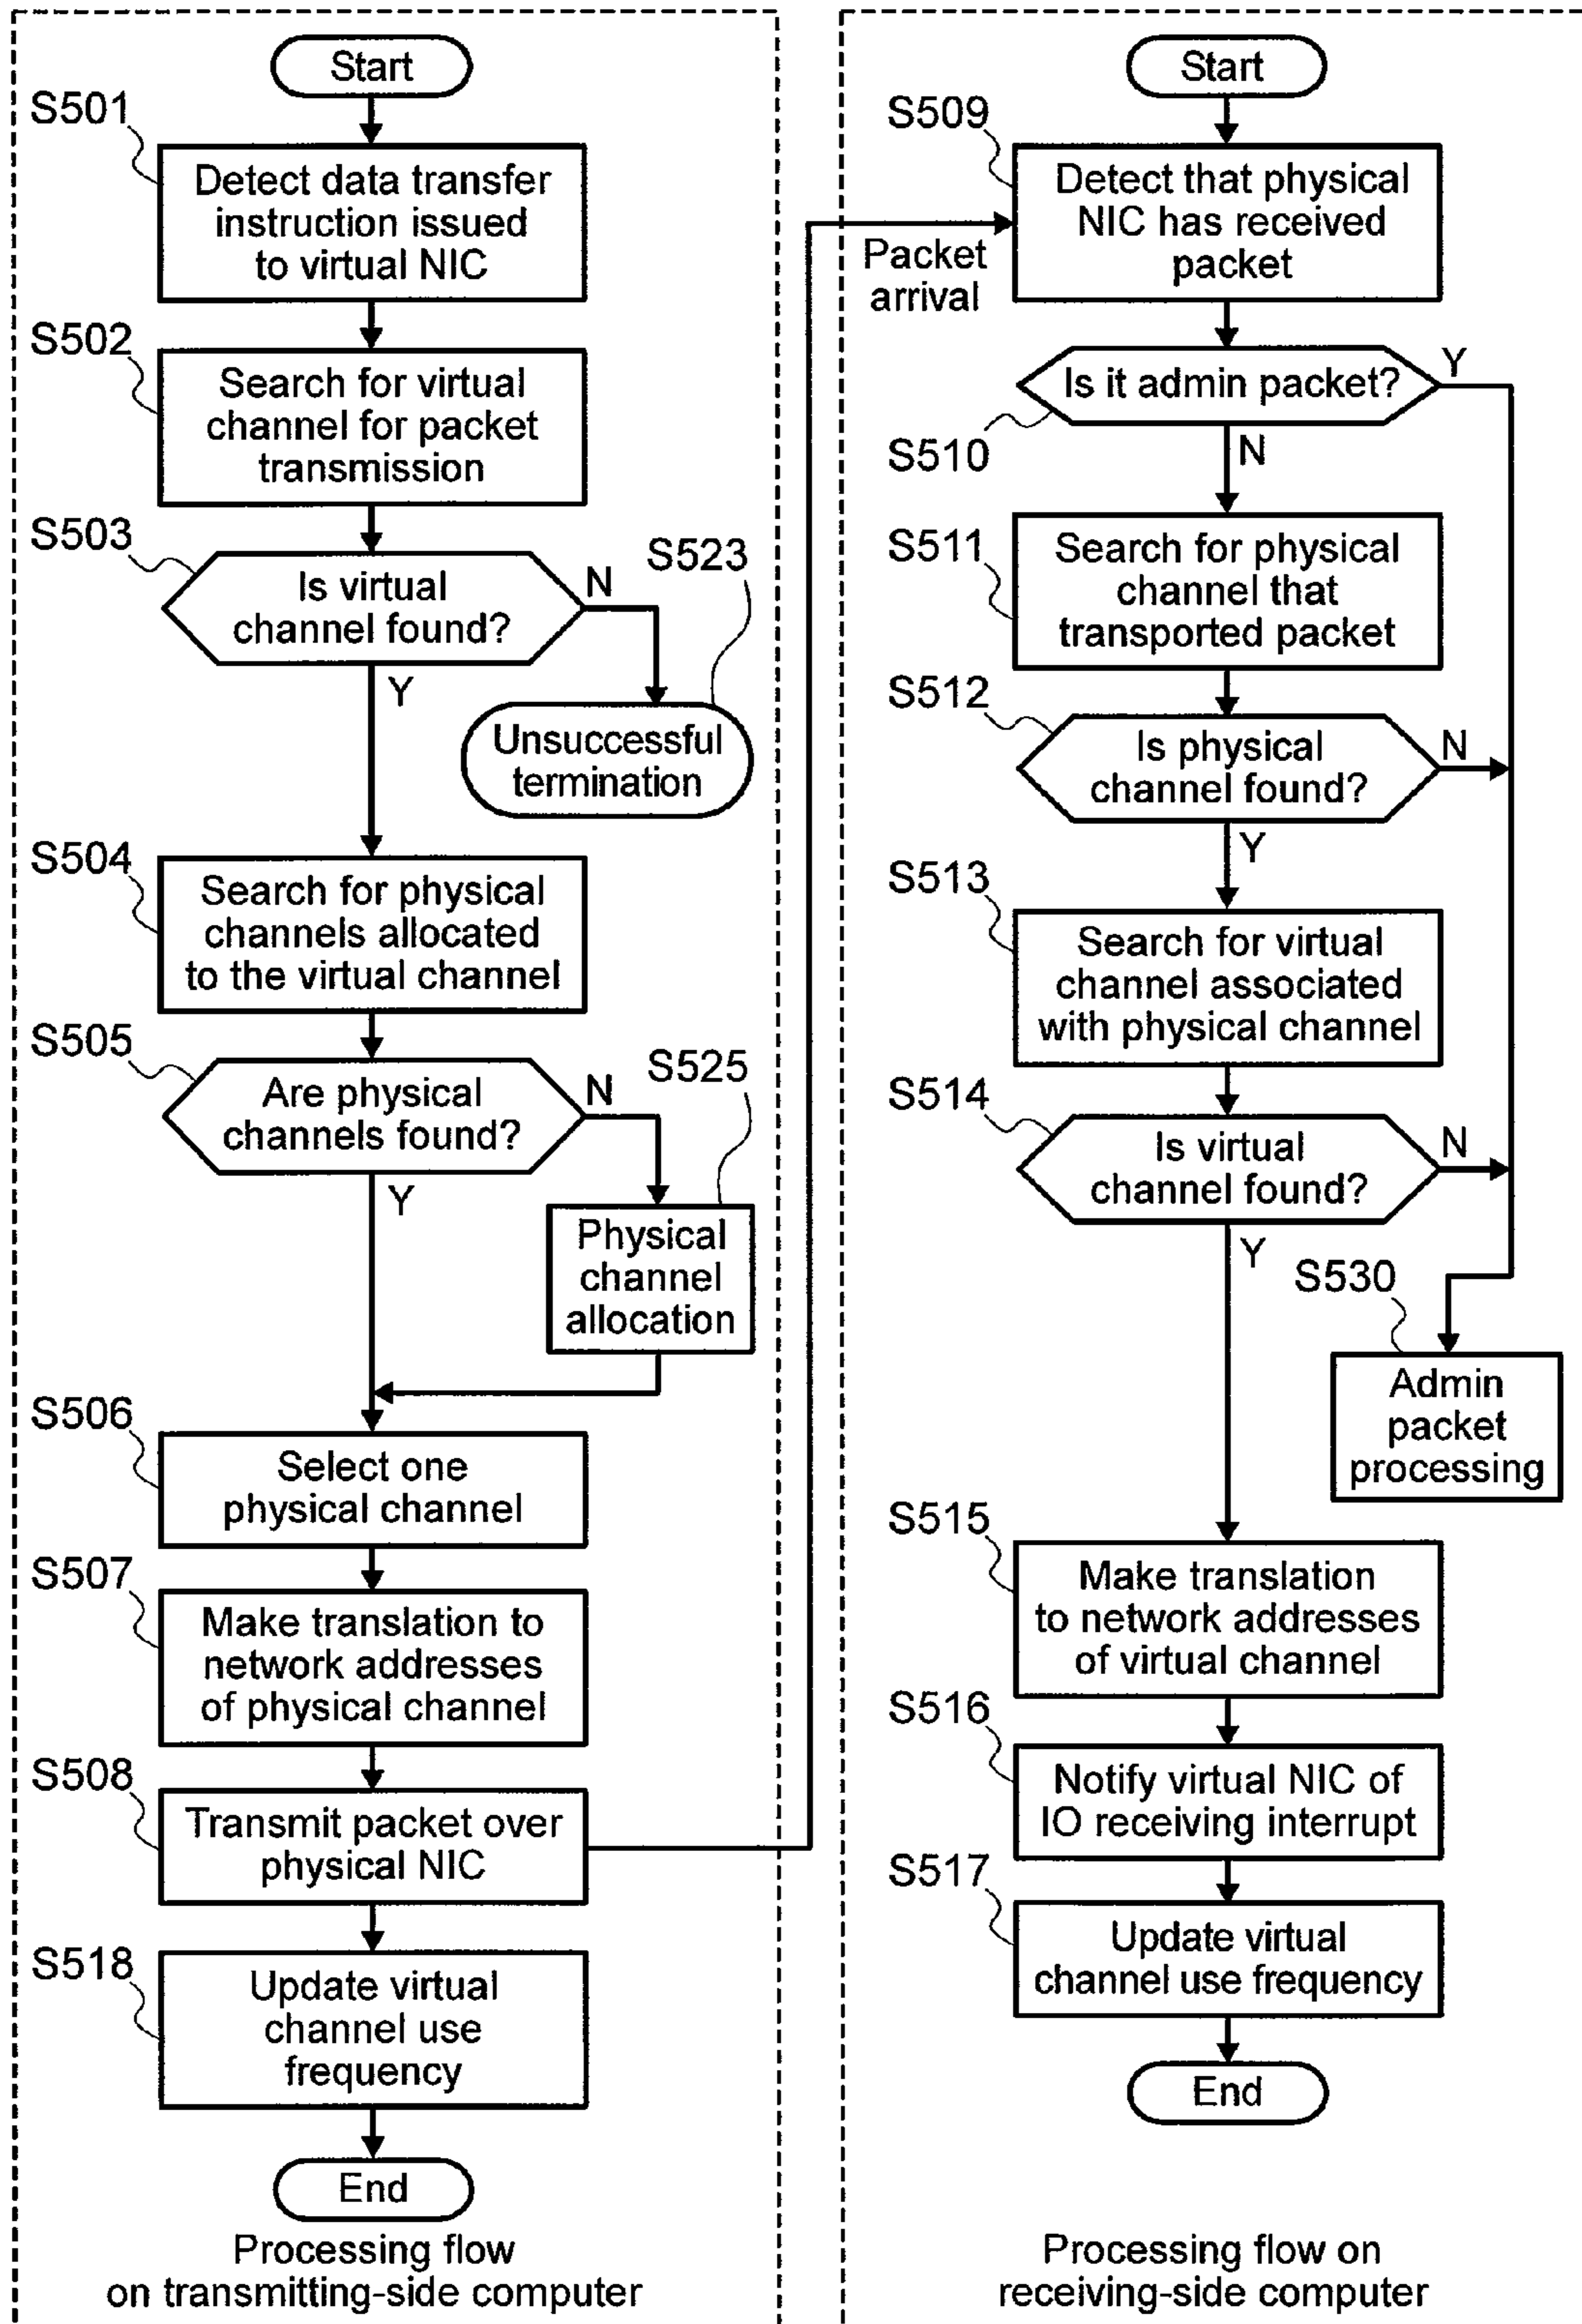 Start
S501
Detect data transfer
instruction issued
to virtual NIC
S502
Search for virtual
channel for packet
transmission
S503
Is virtual
channel found?
N
Y
S523
Unsuccessful
termination
S504
Search for physical
channels allocated
to the virtual channel
S505
Are physical
channels found?
N
Y
S525
Physical
channel
allocation
S506
Select one
physical channel
S507
Make translation to
network addresses
of physical channel
S508
Transmit packet over
physical NIC
S518
Update virtual
channel use
frequency
End
Processing flow
on transmitting-side computer
Start
S509
Detect that physical
NIC has received
packet
Packet
arrival
Is it admin packet?
Y
S510
N
S511
Search for physical
channel that
transported packet
S512
Is physical
channel found?
N
Y
S513
Search for virtual
channel associated
with physical channel
S514
Is virtual
channel found?
N
Y
S530
Admin
packet
processing
S515
Make translation
to network addresses
of virtual channel
S516
Notify virtual NIC of
IO receiving interrupt
S517
Update virtual
channel use frequency
End
Processing flow on
receiving-side computer